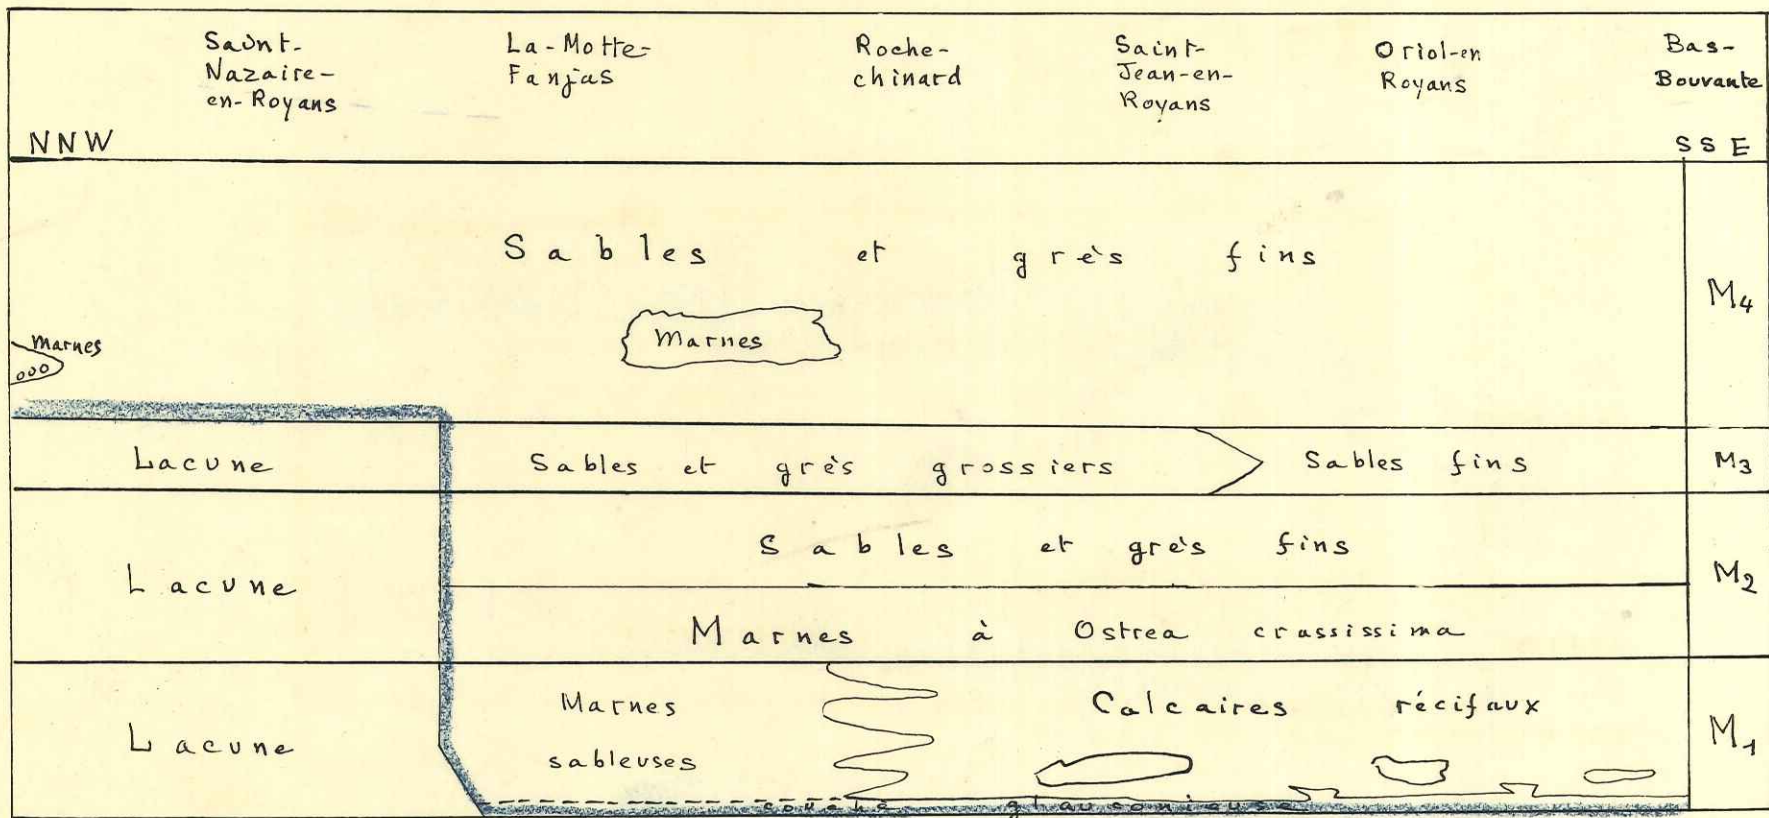 Saint-
Nazaire-
en-Royans
La-Motte-
Fanjas
Roche-
chinard
Saint-
Jean-en-
Royans
Oriol-en
Royans
Bas-
Bouvante
NNW
SSE
Sables et grès fins
M4
Marnes
Marnes
Lacune
Sables et grès grossiers
Sables fins
M3
Lacune
Sables et grès fins
M2
Marnes à Ostrea crassissima
Lacune
Marnes
sableuses
Calcaires récifaux
M1
couche glauconieuse